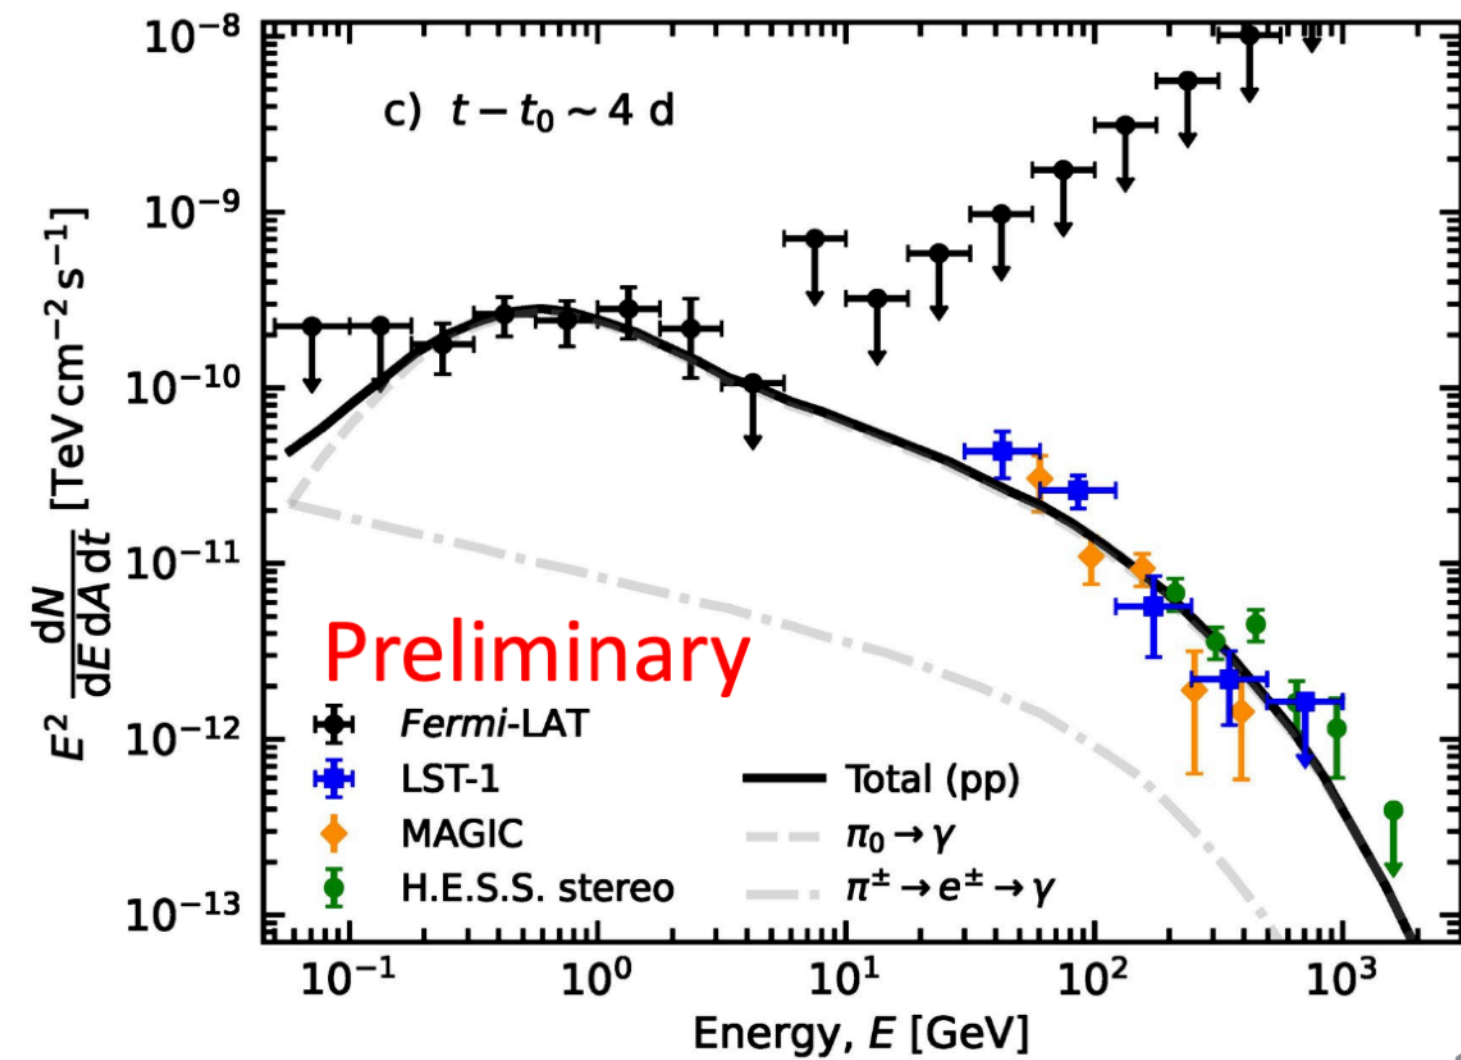 10⁻⁸
c) t − t₀ ~ 4 d
10⁻⁹
10⁻¹⁰
10⁻¹¹
10⁻¹²
10⁻¹³
E² dN/dE dA dt [TeV cm⁻² s⁻¹]
Preliminary
Fermi-LAT
LST-1
MAGIC
H.E.S.S. stereo
Total (pp)
π₀ → γ
π± → e± → γ
10⁻¹ 10⁰ 10¹ 10² 10³
Energy, E [GeV]